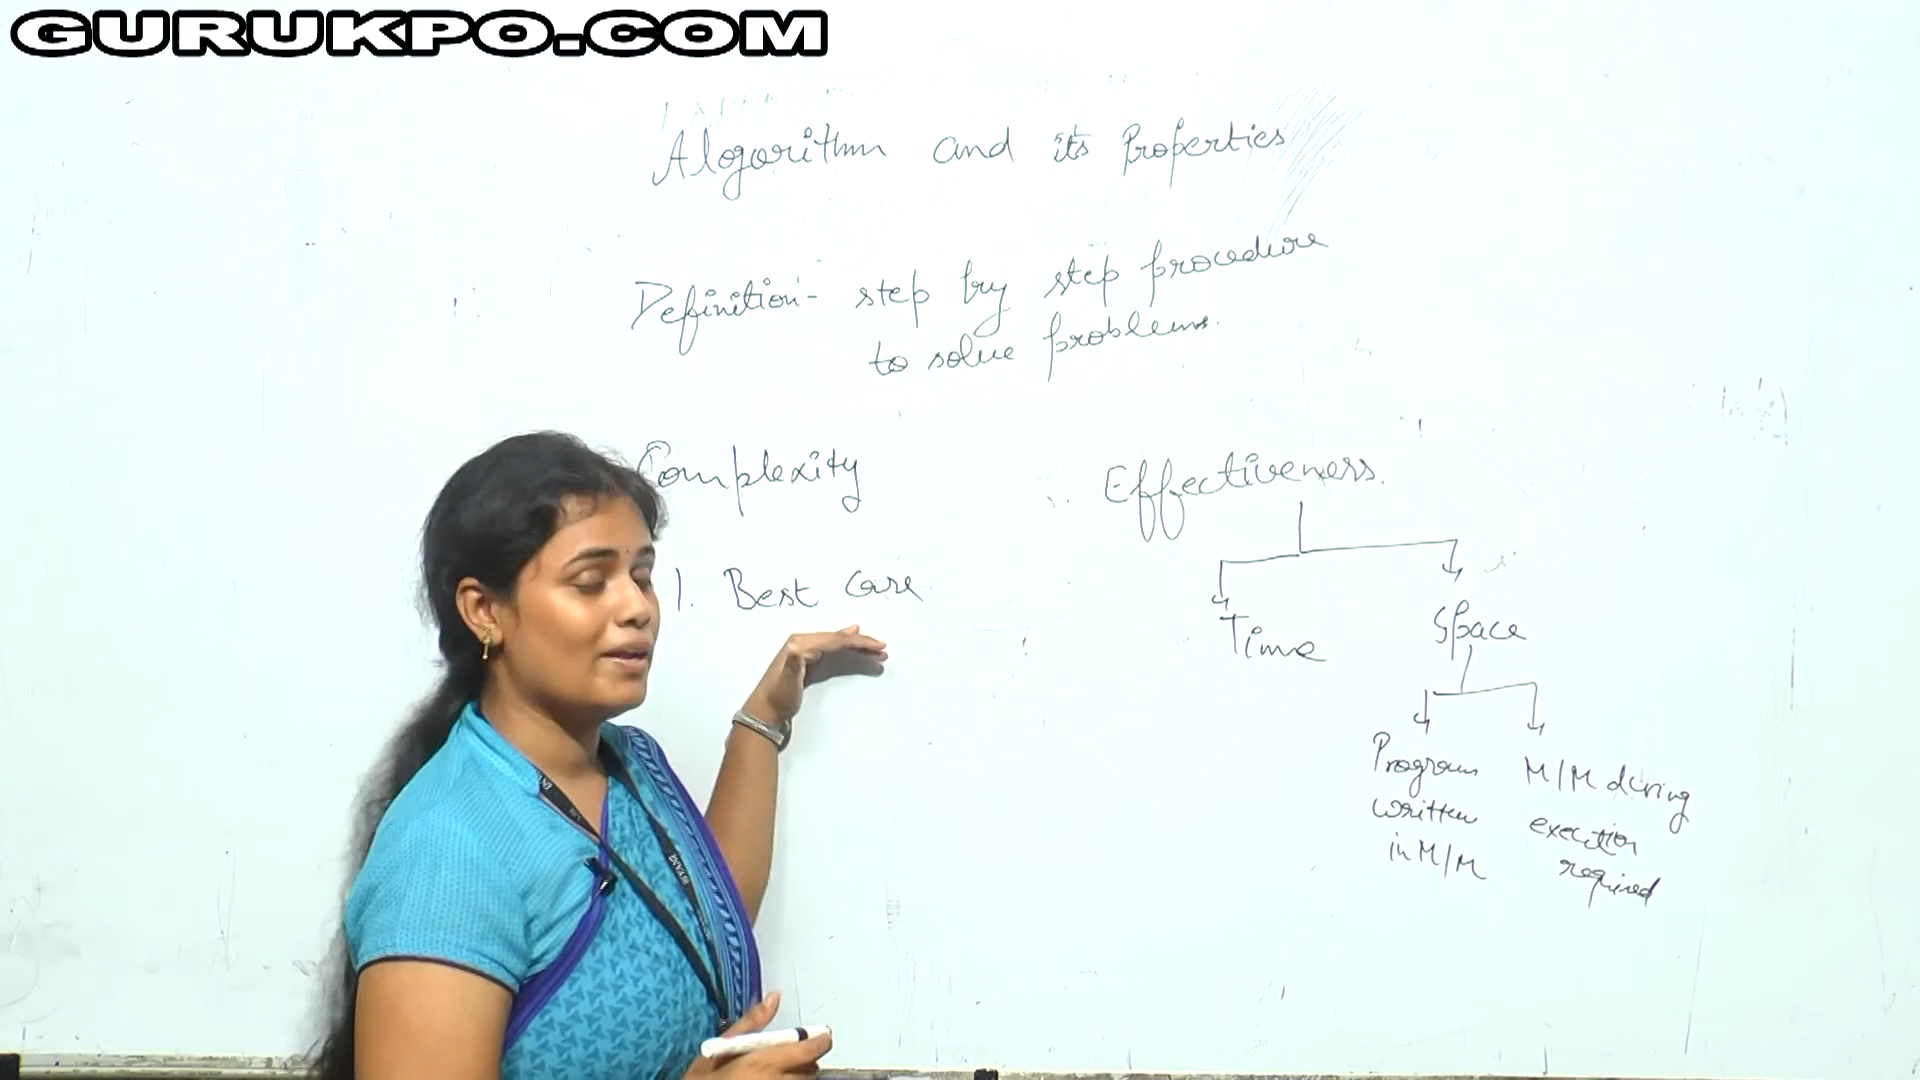 GURUKPO.COM
Algorithm and its Properties
Definition - step by step procedure
to solve problems.
Complexity
1. Best Case
Effectiveness.
Time
Space
Program
written
in M/M
M/M during
execution
required